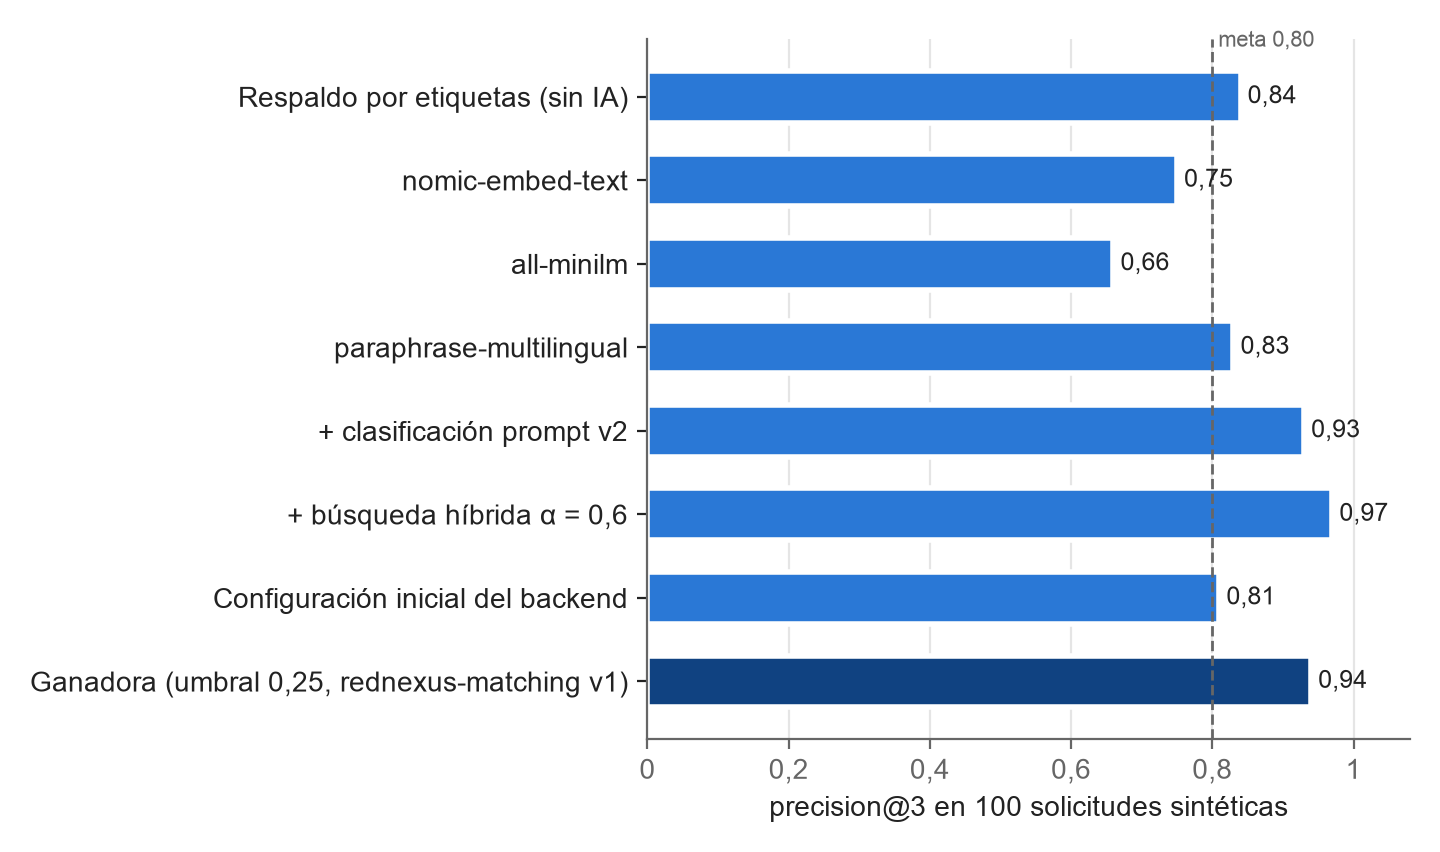 meta 0,80
Respaldo por etiquetas (sin IA) 0,84
nomic-embed-text 0,75
all-minilm 0,66
paraphrase-multilingual 0,83
+ clasificación prompt v2 0,93
+ búsqueda híbrida α = 0,6 0,97
Configuración inicial del backend 0,81
Ganadora (umbral 0,25, rednexus-matching v1) 0,94
0 0,2 0,4 0,6 0,8 1
precision@3 en 100 solicitudes sintéticas